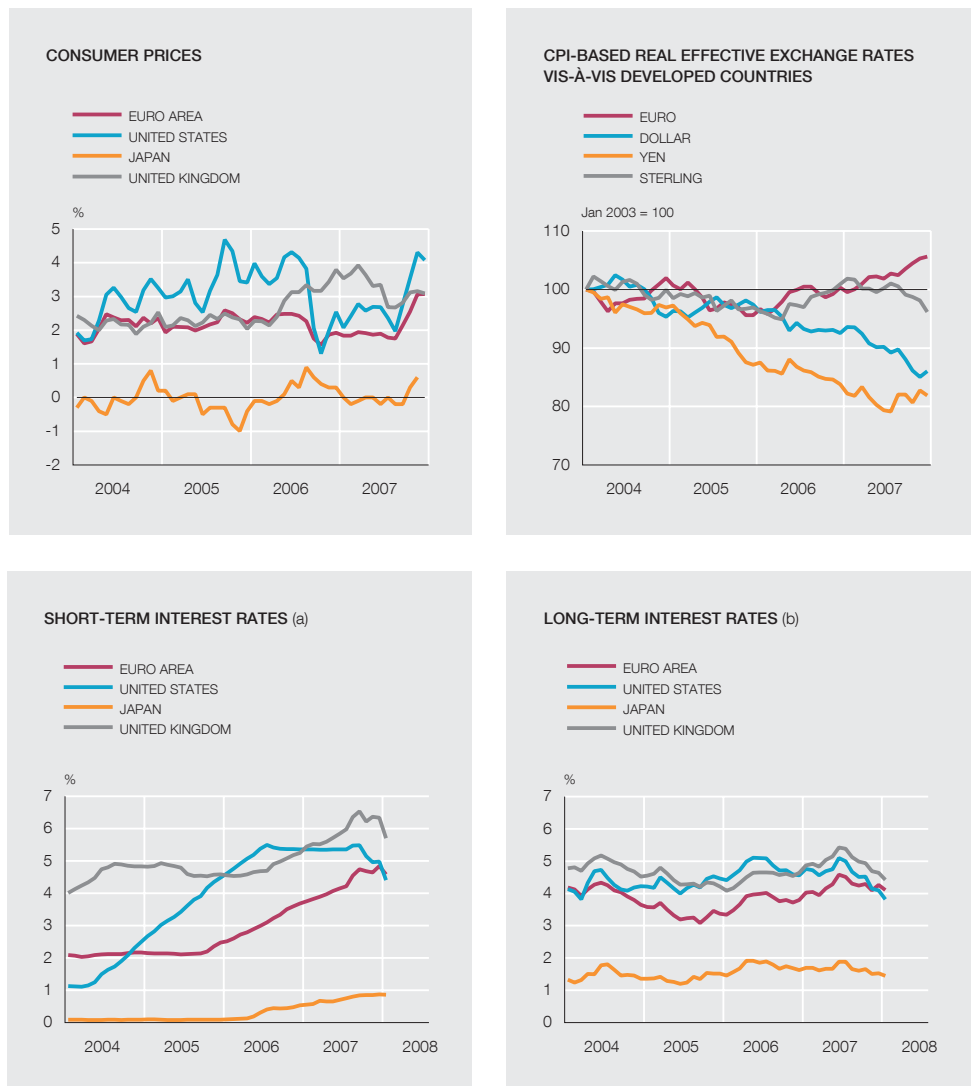 CONSUMER PRICES
EURO AREA
UNITED STATES
JAPAN
UNITED KINGDOM
%
5
4
3
2
1
0
-1
-2
2004 2005 2006 2007
CPI-BASED REAL EFFECTIVE EXCHANGE RATES
VIS-À-VIS DEVELOPED COUNTRIES
EURO
DOLLAR
YEN
STERLING
Jan 2003 = 100
110
100
90
80
70
2004 2005 2006 2007
SHORT-TERM INTEREST RATES (a)
EURO AREA
UNITED STATES
JAPAN
UNITED KINGDOM
%
7
6
5
4
3
2
1
0
2004 2005 2006 2007 2008
LONG-TERM INTEREST RATES (b)
EURO AREA
UNITED STATES
JAPAN
UNITED KINGDOM
%
7
6
5
4
3
2
1
0
2004 2005 2006 2007 2008